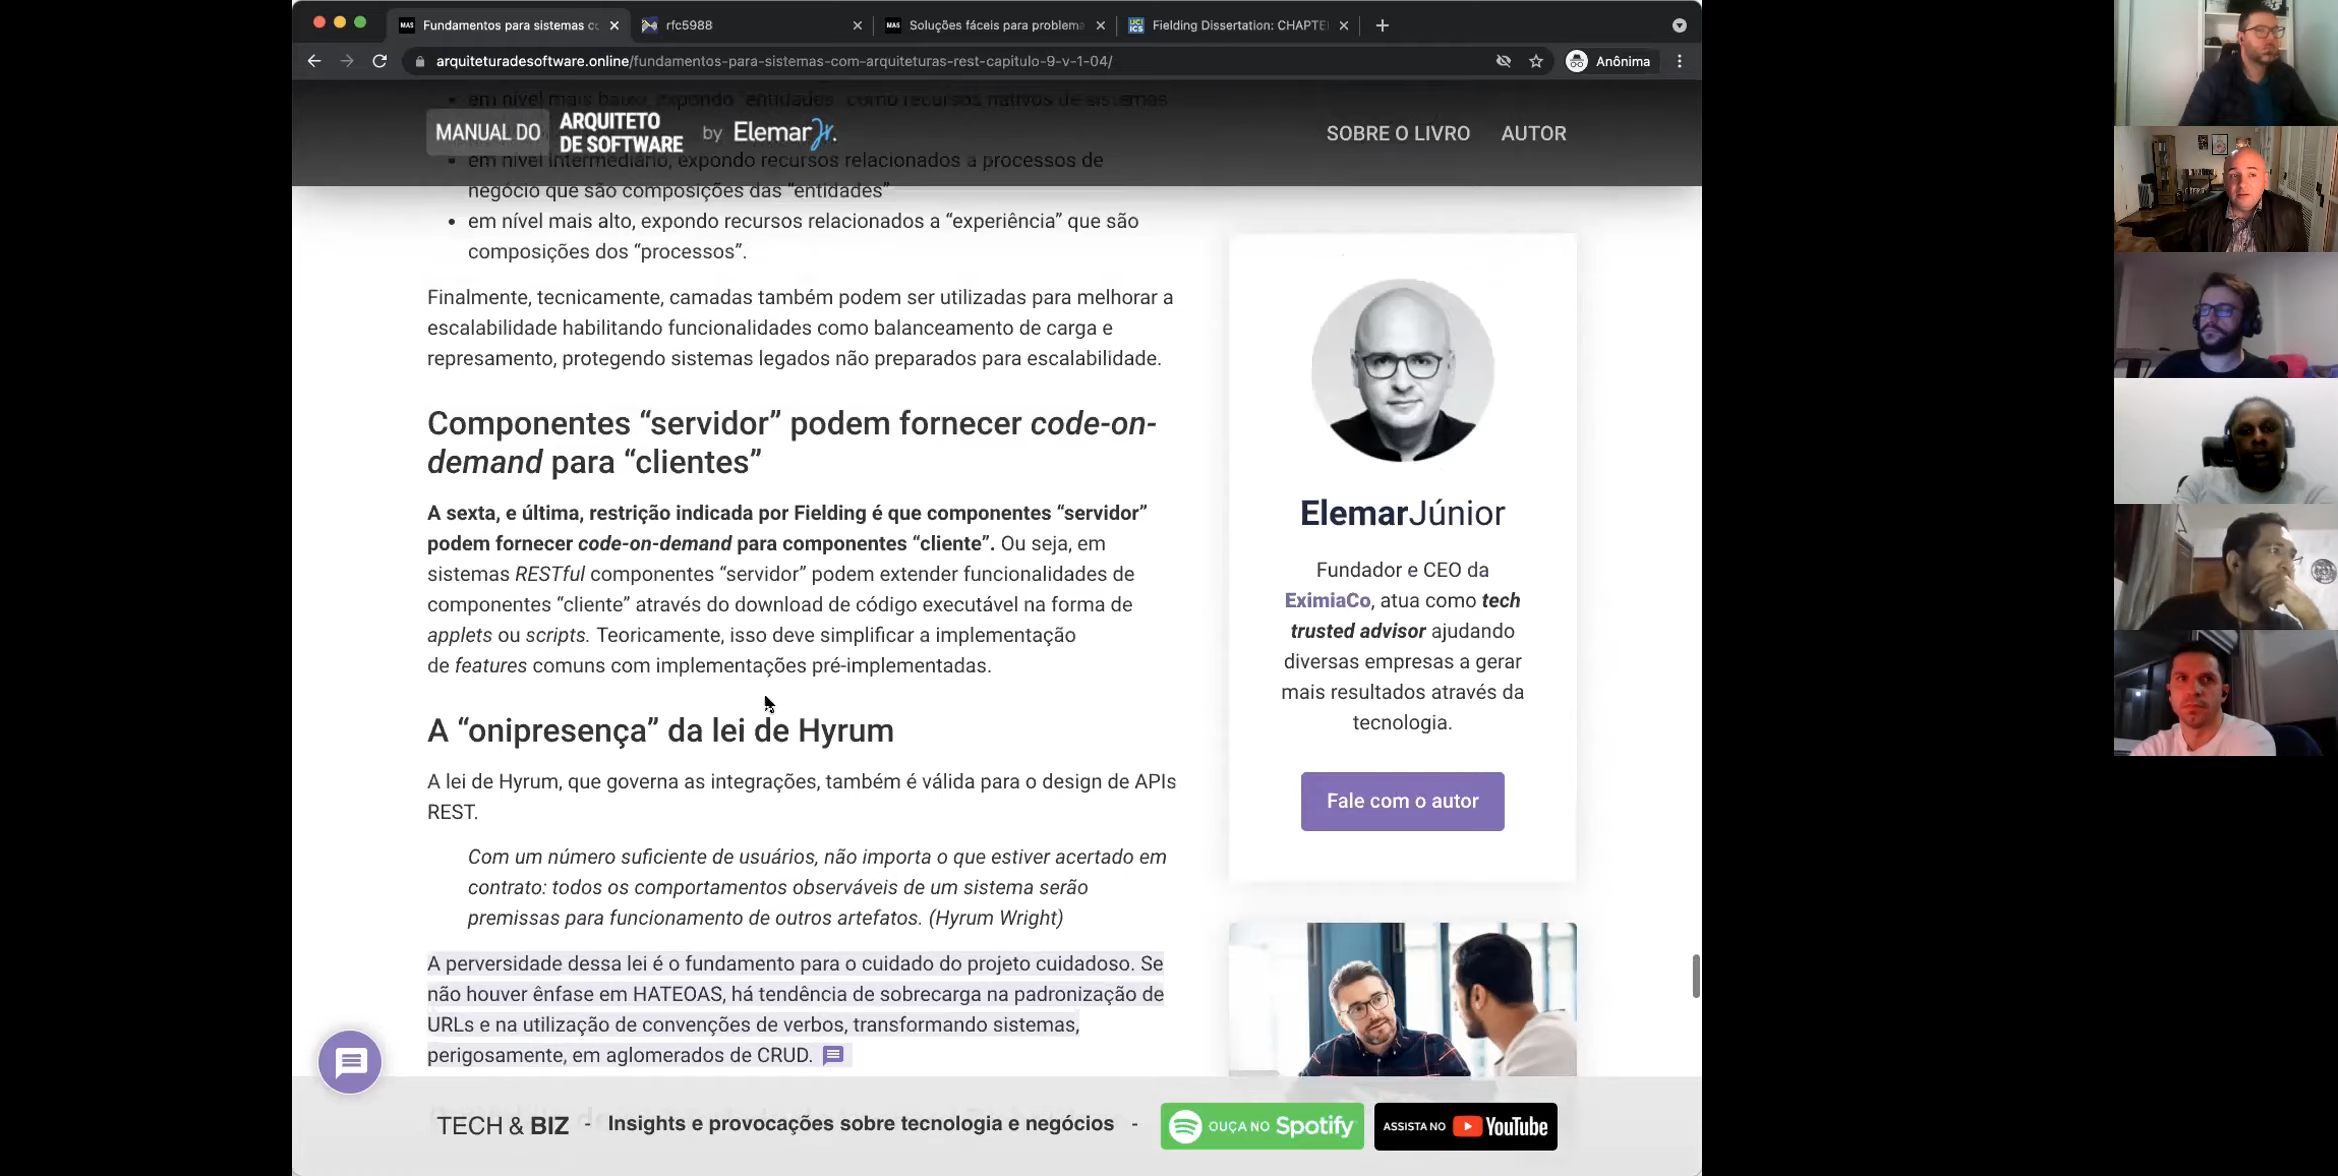 Fundamentos para sistemas co
rfc5988
Soluções fáceis para problema
Fielding Dissertation: CHAPTE
arquiteturadesoftware.online/fundamentos-para-sistemas-com-arquiteturas-rest-capitulo-9-v-1-04/
Anônima
em nível mais baixo, expondo "entidades" como recursos nativos de sistemas
MANUAL DO ARQUITETO DE SOFTWARE by Elemar Jr.
SOBRE O LIVRO
AUTOR
em nível intermediário, expondo recursos relacionados a processos de
negócio que são composições das “entidades”
em nível mais alto, expondo recursos relacionados a “experiência” que são
composições dos “processos”.
Finalmente, tecnicamente, camadas também podem ser utilizadas para melhorar a
escalabilidade habilitando funcionalidades como balanceamento de carga e
represamento, protegendo sistemas legados não preparados para escalabilidade.
Componentes “servidor” podem fornecer code-on-
demand para “clientes”
A sexta, e última, restrição indicada por Fielding é que componentes “servidor”
podem fornecer code-on-demand para componentes “cliente”. Ou seja, em
sistemas RESTful componentes “servidor” podem extender funcionalidades de
componentes “cliente” através do download de código executável na forma de
applets ou scripts. Teoricamente, isso deve simplificar a implementação
de features comuns com implementações pré-implementadas.
A “onipresença” da lei de Hyrum
A lei de Hyrum, que governa as integrações, também é válida para o design de APIs
REST.
Com um número suficiente de usuários, não importa o que estiver acertado em
contrato: todos os comportamentos observáveis de um sistema serão
premissas para funcionamento de outros artefatos. (Hyrum Wright)
A perversidade dessa lei é o fundamento para o cuidado do projeto cuidadoso. Se
não houver ênfase em HATEOAS, há tendência de sobrecarga na padronização de
URLs e na utilização de convenções de verbos, transformando sistemas,
perigosamente, em aglomerados de CRUD.
ElemarJúnior
Fundador e CEO da
EximiaCo, atua como tech
trusted advisor ajudando
diversas empresas a gerar
mais resultados através da
tecnologia.
Fale com o autor
TECH & BIZ - Insights e provocações sobre tecnologia e negócios -
OUÇA NO Spotify
ASSISTA NO YouTube